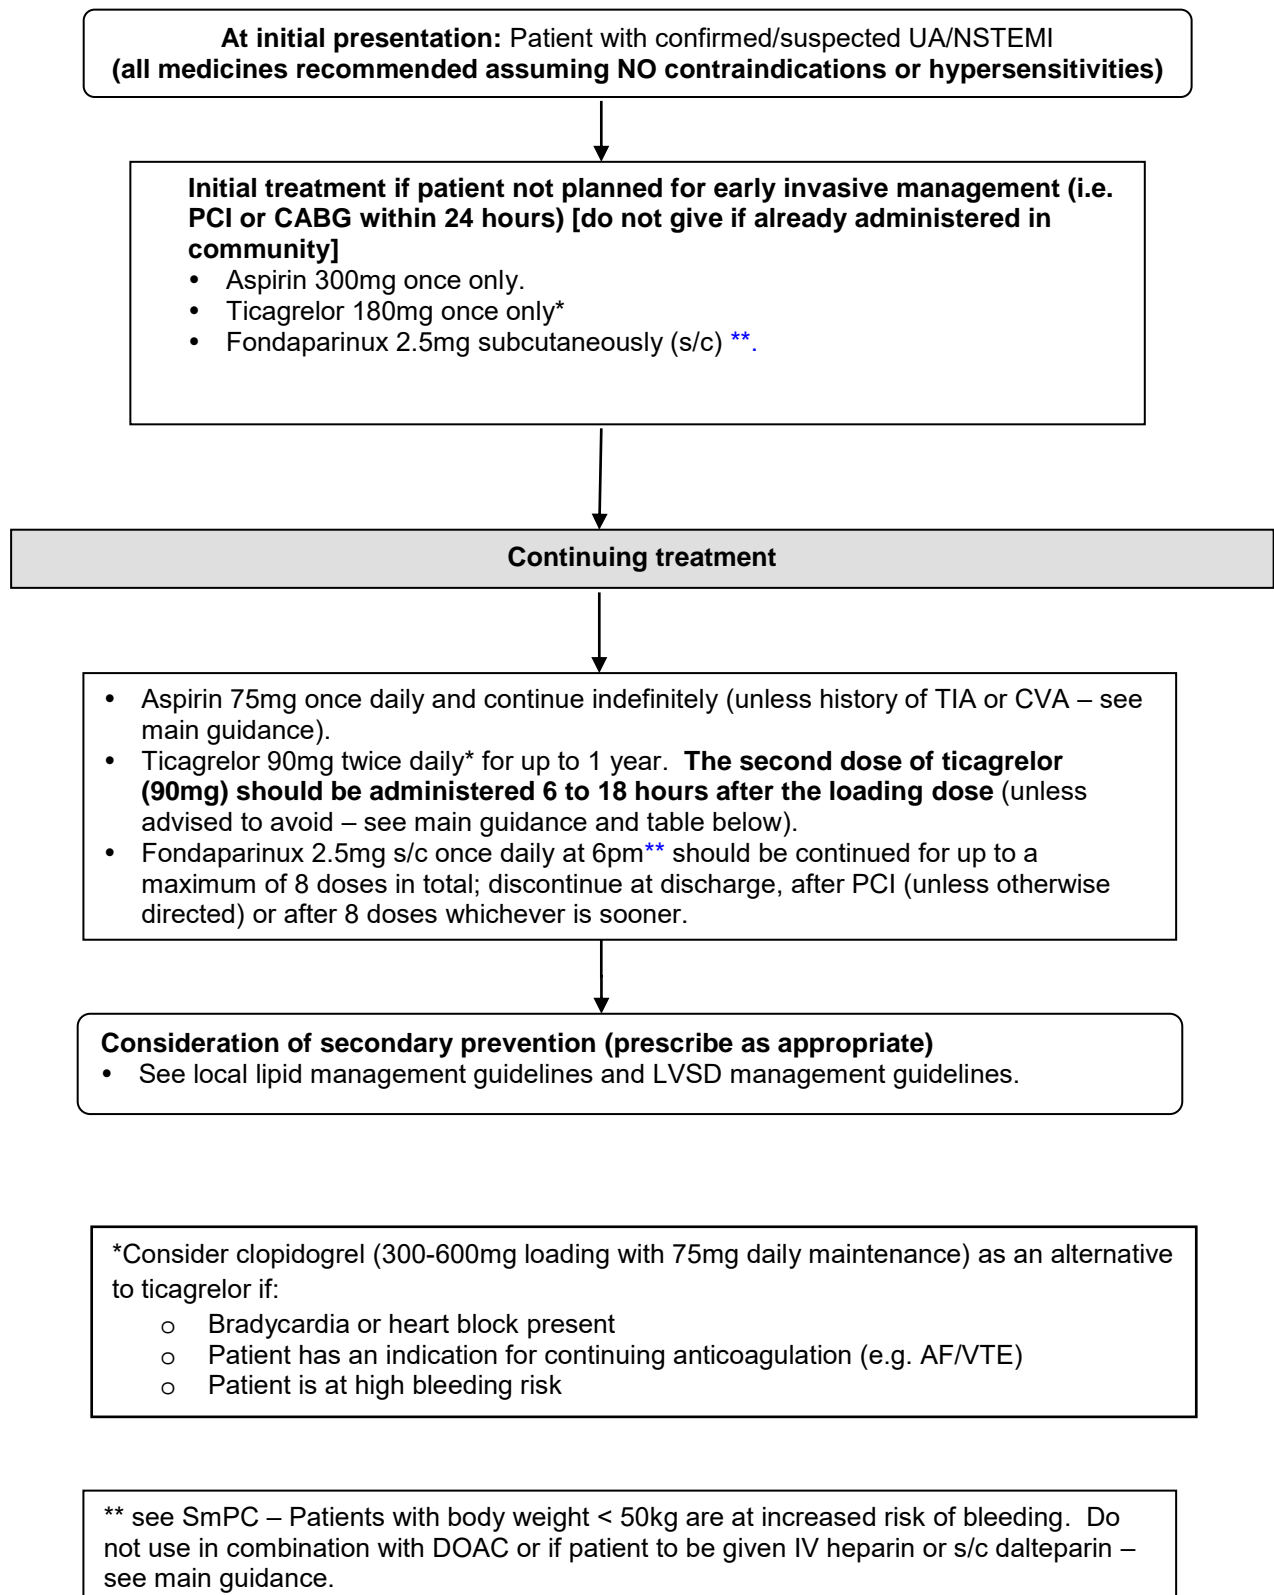 At initial presentation: Patient with confirmed/suspected UA/NSTEMI
(all medicines recommended assuming NO contraindications or hypersensitivities)
Initial treatment if patient not planned for early invasive management (i.e.
PCI or CABG within 24 hours) [do not give if already administered in
community]
• Aspirin 300mg once only.
• Ticagrelor 180mg once only*
• Fondaparinux 2.5mg subcutaneously (s/c) **.
Continuing treatment
• Aspirin 75mg once daily and continue indefinitely (unless history of TIA or CVA – see
main guidance).
• Ticagrelor 90mg twice daily* for up to 1 year. The second dose of ticagrelor
(90mg) should be administered 6 to 18 hours after the loading dose (unless
advised to avoid – see main guidance and table below).
• Fondaparinux 2.5mg s/c once daily at 6pm** should be continued for up to a
maximum of 8 doses in total; discontinue at discharge, after PCI (unless otherwise
directed) or after 8 doses whichever is sooner.
Consideration of secondary prevention (prescribe as appropriate)
• See local lipid management guidelines and LVSD management guidelines.
*Consider clopidogrel (300-600mg loading with 75mg daily maintenance) as an alternative
to ticagrelor if:
o Bradycardia or heart block present
o Patient has an indication for continuing anticoagulation (e.g. AF/VTE)
o Patient is at high bleeding risk
** see SmPC – Patients with body weight < 50kg are at increased risk of bleeding. Do
not use in combination with DOAC or if patient to be given IV heparin or s/c dalteparin –
see main guidance.